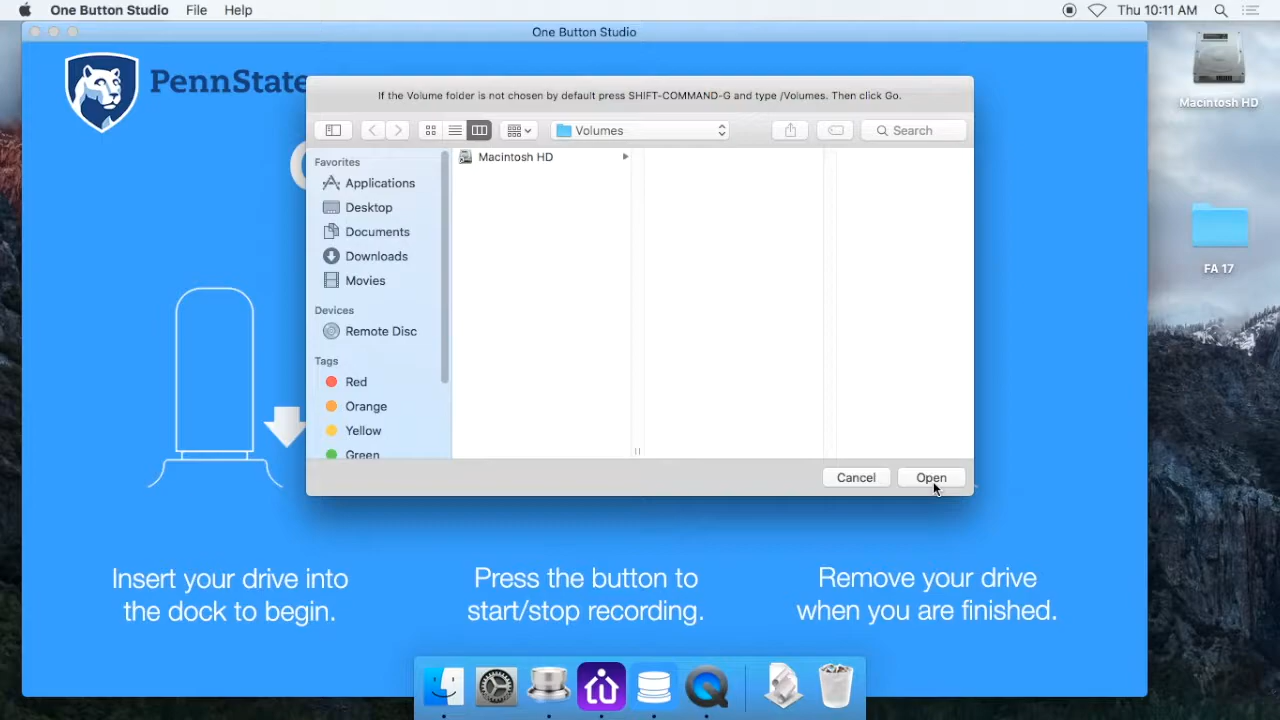 One Button Studio File Help Thu 10:11 AM
One Button Studio
PennState
If the Volume folder is not chosen by default press SHIFT-COMMAND-G and type /Volumes. Then click Go.
Volumes
Search
Favorites
Applications
Desktop
Documents
Downloads
Movies
Devices
Remote Disc
Tags
Red
Orange
Yellow
Green
Macintosh HD
Cancel Open
Macintosh HD
FA 17
Insert your drive into
the dock to begin.
Press the button to
start/stop recording.
Remove your drive
when you are finished.